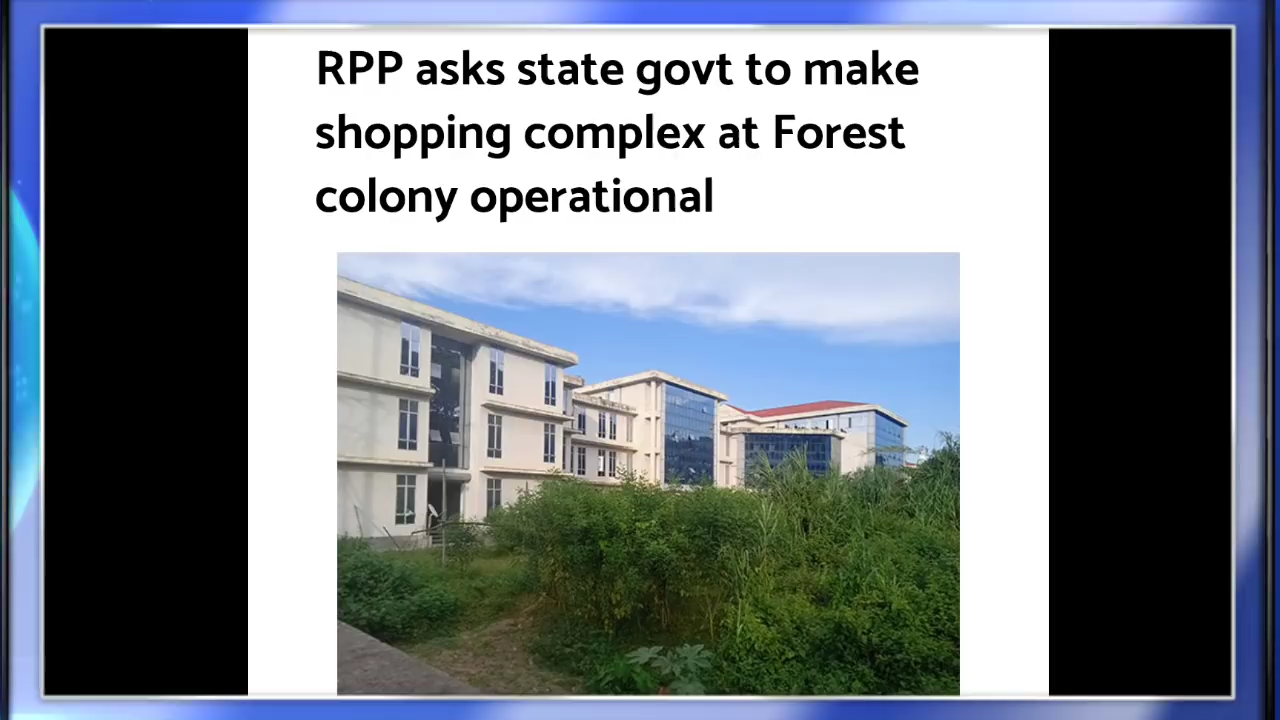 RPP asks state govt to make
shopping complex at Forest
colony operational